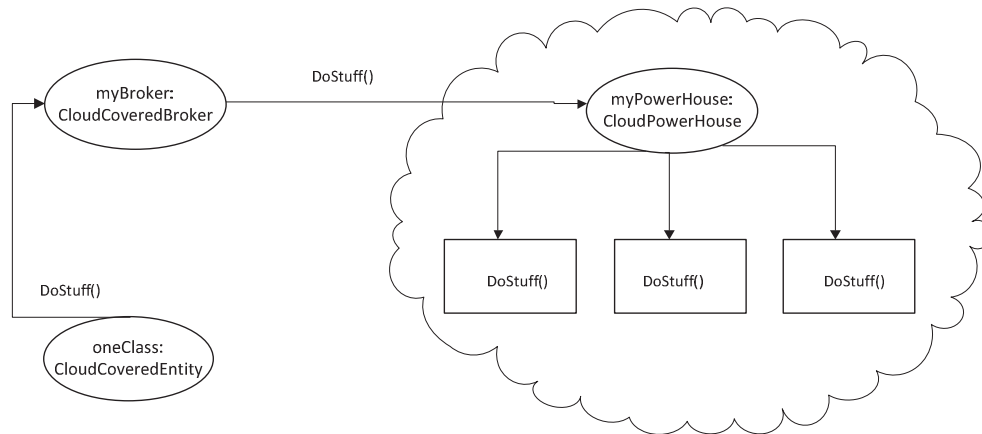 DoStuff()
myBroker:
CloudCoveredBroker
myPowerHouse:
CloudPowerHouse
DoStuff()
DoStuff()
DoStuff()
DoStuff()
oneClass:
CloudCoveredEntity